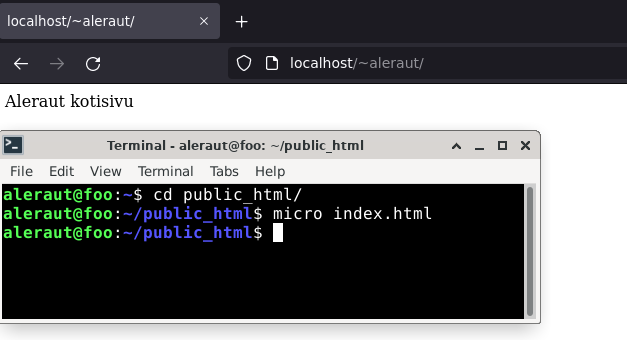 localhost/~aleraut/
localhost/~aleraut/
Aleraut kotisivu
Terminal - aleraut@foo: ~/public_html
File Edit View Terminal Tabs Help
aleraut@foo:~$ cd public_html/
aleraut@foo:~/public_html$ micro index.html
aleraut@foo:~/public_html$